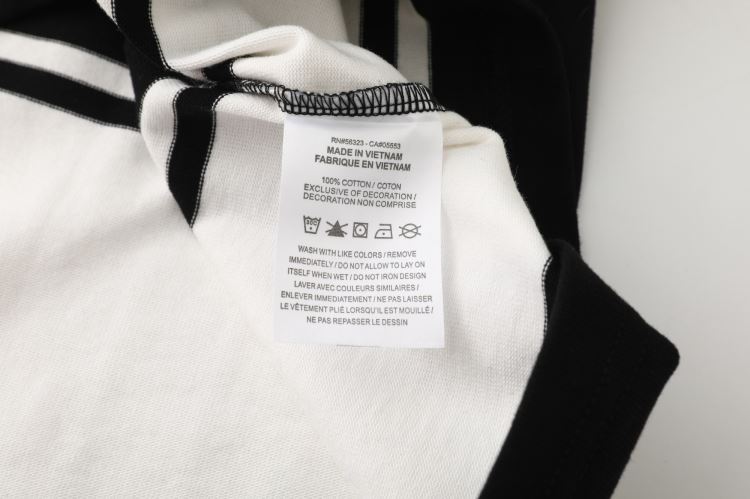 RN#56323 - CA#05553
MADE IN VIETNAM
FABRIQUE EN VIETNAM
100% COTTON / COTON
EXCLUSIVE OF DECORATION /
DECORATION NON COMPRISE
30C
WASH WITH LIKE COLORS / REMOVE
IMMEDIATELY / DO NOT ALLOW TO LAY ON
ITSELF WHEN WET / DO NOT IRON DESIGN
LAVER AVEC COULEURS SIMILAIRES /
ENLEVER IMMEDIATEMENT / NE PAS LAISSER
LE VÊTEMENT PLIÉ LORSQU'IL EST MOUILLÉ /
NE PAS REPASSER LE DESSIN